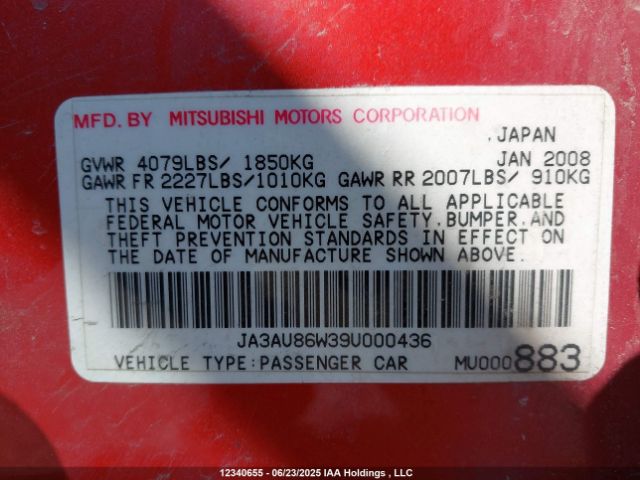 MFD. BY MITSUBISHI MOTORS CORPORATION
.JAPAN
GVWR 4079LBS/ 1850KG JAN 2008
GAWR FR 2227LBS/1010KG GAWR RR 2007LBS/ 910KG
THIS VEHICLE CONFORMS TO ALL APPLICABLE
FEDERAL MOTOR VEHICLE SAFETY,BUMPER,AND
THEFT PREVENTION STANDARDS IN EFFECT ON
THE DATE OF MANUFACTURE SHOWN ABOVE.
JA3AU86W39U000436
VEHICLE TYPE:PASSENGER CAR MU000883
12340655 - 06/23/2025 IAA Holdings , LLC